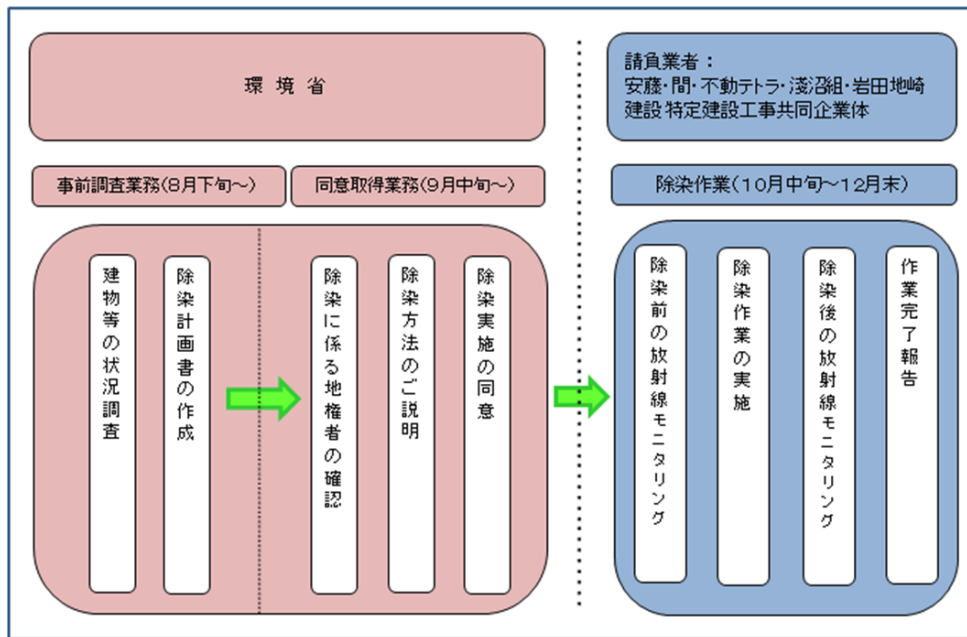 環境省
請負業者：
安藤・間・不動テトラ・淺沼組・岩田地崎
建設 特定建設工事共同企業体
事前調査業務(8月下旬～)
同意取得業務(9月中旬～)
除染作業(10月中旬～12月末)
建物等の状況調査
除染計画書の作成
除染に係る地権者の確認
除染方法のご説明
除染実施の同意
除染前の放射線モニタリング
除染作業の実施
除染後の放射線モニタリング
作業完了報告